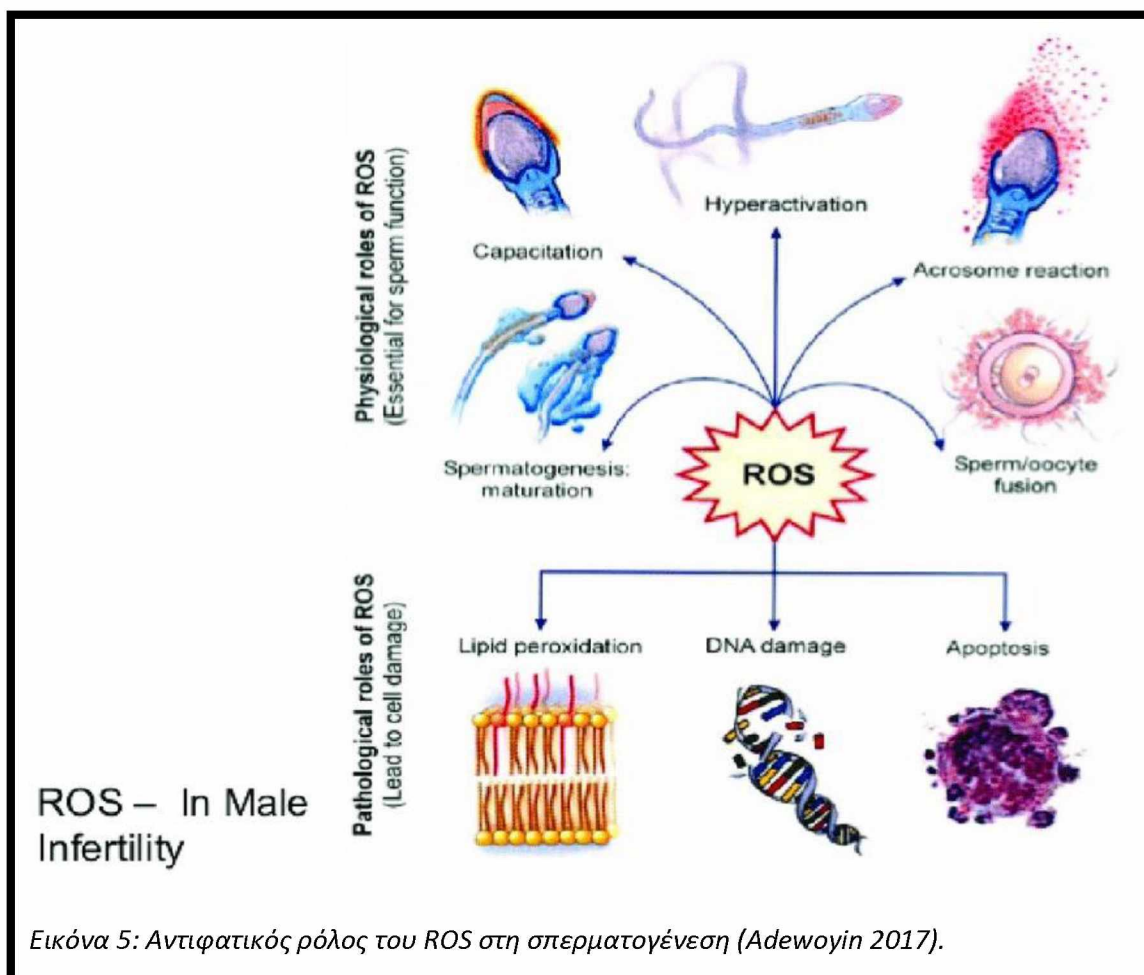 Physiological roles of ROS
(Essential for sperm function)
Capacitation
Hyperactivation
Acrosome reaction
Spermatogenesis:
maturation
ROS
Sperm/oocyte
fusion
Pathological roles of ROS
(Lead to cell damage)
Lipid peroxidation
DNA damage
Apoptosis
ROS – In Male
Infertility
Εικόνα 5: Αντιφατικός ρόλος του ROS στη σπερματογένεση (Adewoyin 2017).